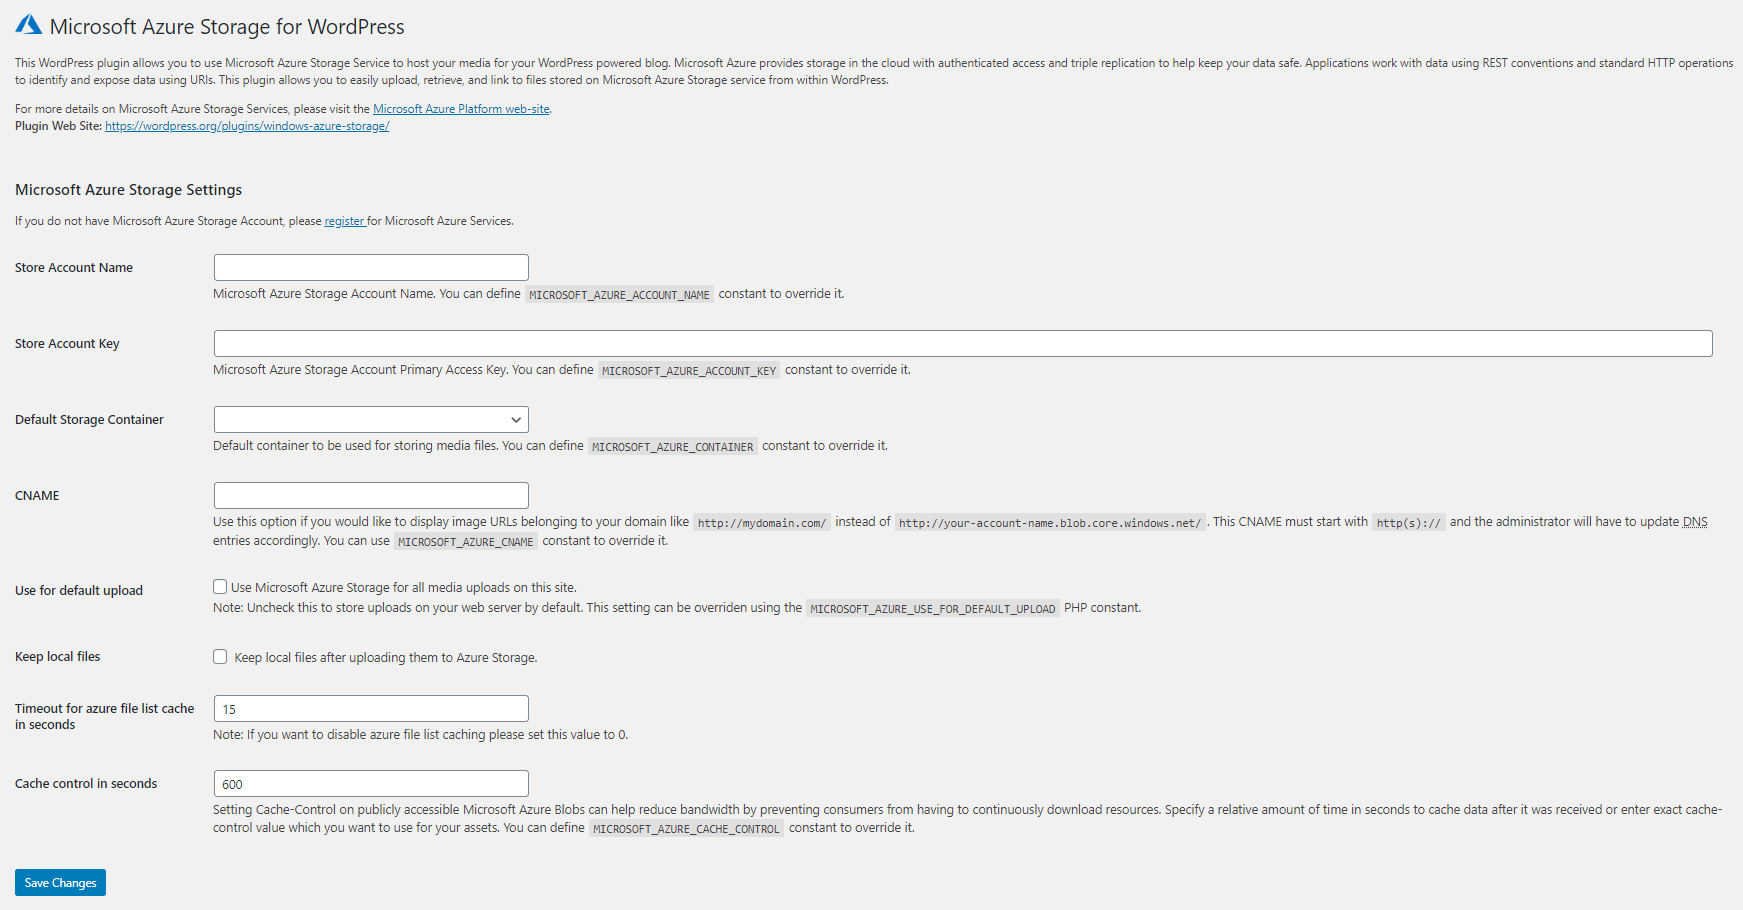 Microsoft Azure Storage for WordPress
This WordPress plugin allows you to use Microsoft Azure Storage Service to host your media for your WordPress powered blog. Microsoft Azure provides storage in the cloud with authenticated access and triple replication to help keep your data safe. Applications work with data using REST conventions and standard HTTP operations
to identify and expose data using URIs. This plugin allows you to easily upload, retrieve, and link to files stored on Microsoft Azure Storage service from within WordPress.
For more details on Microsoft Azure Storage Services, please visit the Microsoft Azure Platform web-site.
Plugin Web Site: https://wordpress.org/plugins/windows-azure-storage/
Microsoft Azure Storage Settings
If you do not have Microsoft Azure Storage Account, please register for Microsoft Azure Services.
Store Account Name
Microsoft Azure Storage Account Name. You can define MICROSOFT_AZURE_ACCOUNT_NAME constant to override it.
Store Account Key
Microsoft Azure Storage Account Primary Access Key. You can define MICROSOFT_AZURE_ACCOUNT_KEY constant to override it.
Default Storage Container
Default container to be used for storing media files. You can define MICROSOFT_AZURE_CONTAINER constant to override it.
CNAME
Use this option if you would like to display image URLs belonging to your domain like http://mydomain.com/ instead of http://your-account-name.blob.core.windows.net/ . This CNAME must start with http(s):// and the administrator will have to update DNS
entries accordingly. You can use MICROSOFT_AZURE_CNAME constant to override it.
Use for default upload
Use Microsoft Azure Storage for all media uploads on this site.
Note: Uncheck this to store uploads on your web server by default. This setting can be overriden using the MICROSOFT_AZURE_USE_FOR_DEFAULT_UPLOAD PHP constant.
Keep local files
Keep local files after uploading them to Azure Storage.
Timeout for azure file list cache
in seconds
15
Note: If you want to disable azure file list caching please set this value to 0.
Cache control in seconds
600
Setting Cache-Control on publicly accessible Microsoft Azure Blobs can help reduce bandwidth by preventing consumers from having to continuously download resources. Specify a relative amount of time in seconds to cache data after it was received or enter exact cache-
control value which you want to use for your assets. You can define MICROSOFT_AZURE_CACHE_CONTROL constant to override it.
Save Changes